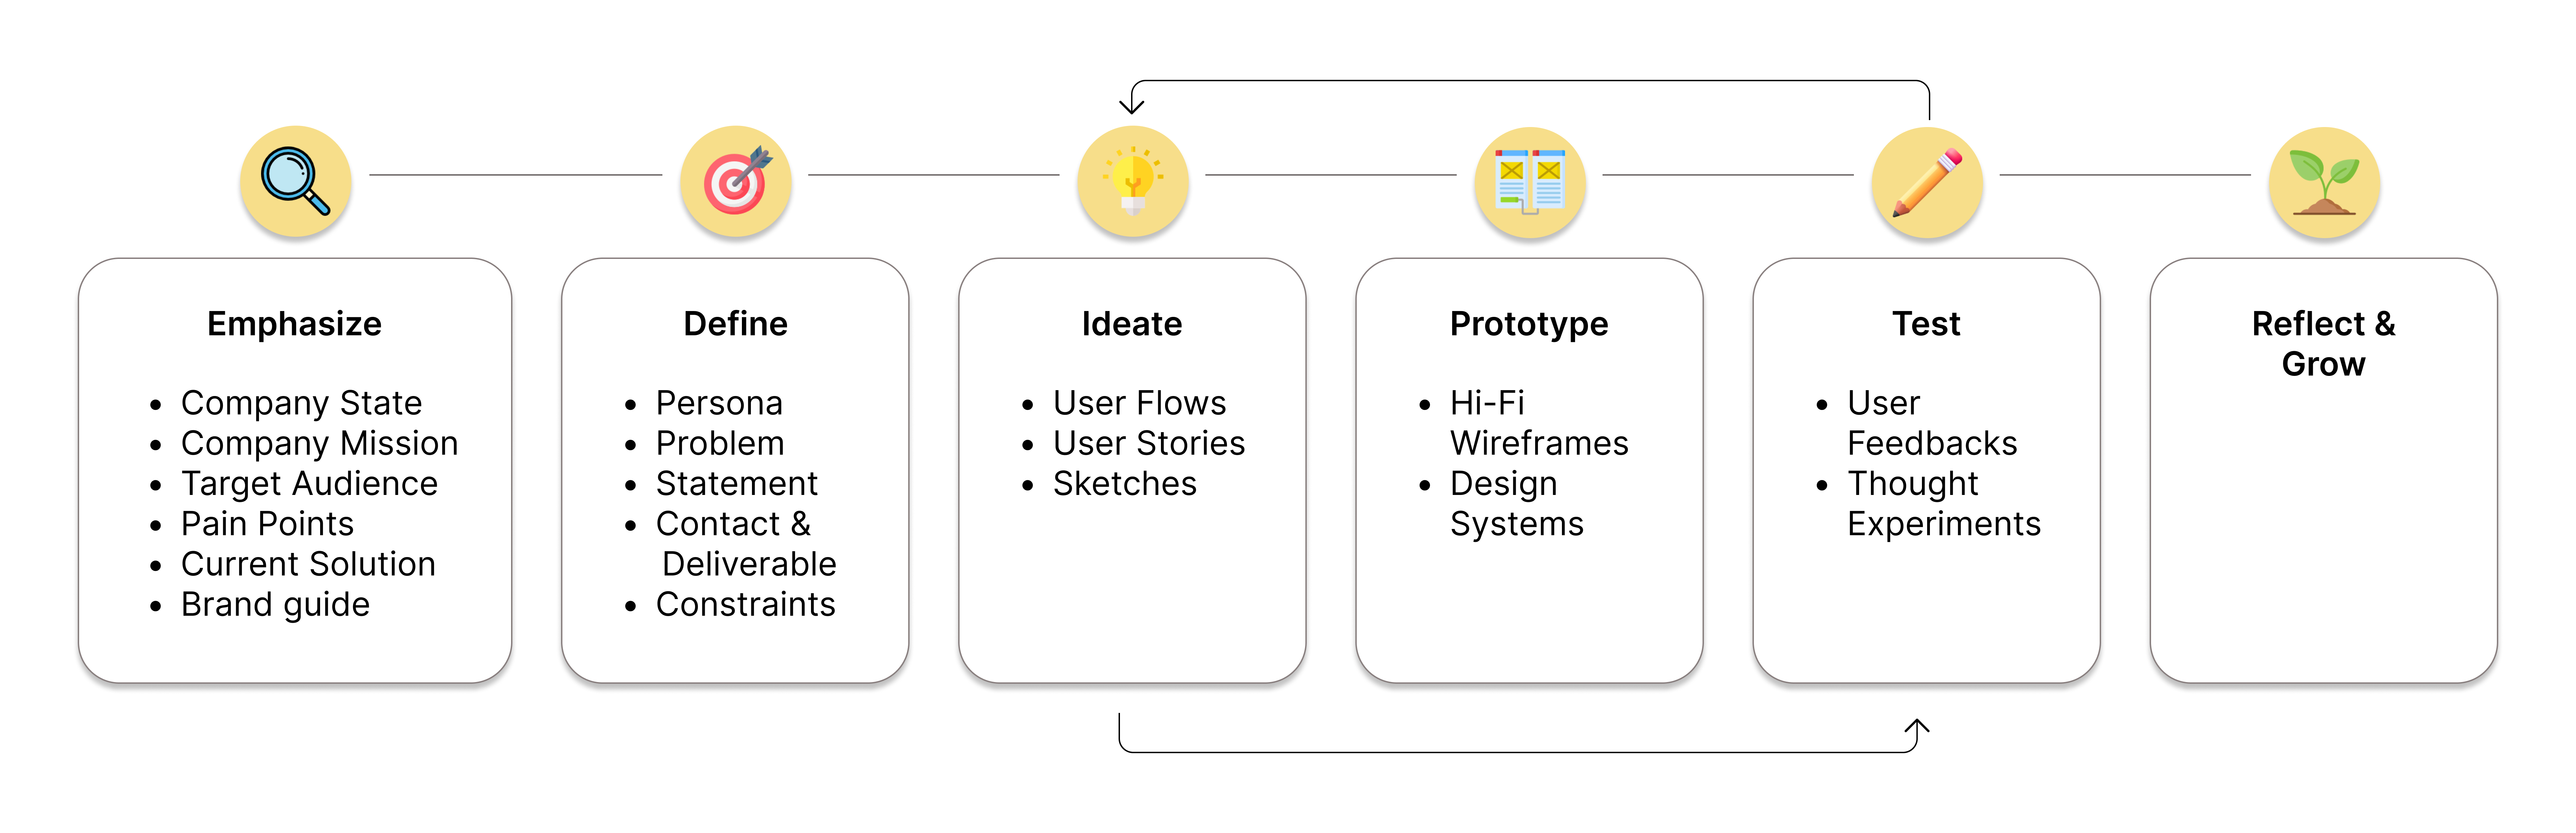 Emphasize
• Company State
• Company Mission
• Target Audience
• Pain Points
• Current Solution
• Brand guide
Define
• Persona
• Problem
• Statement
• Contact &
Deliverable
• Constraints
Ideate
• User Flows
• User Stories
• Sketches
Prototype
• Hi-Fi
Wireframes
• Design
Systems
Test
• User
Feedbacks
• Thought
Experiments
Reflect &
Grow